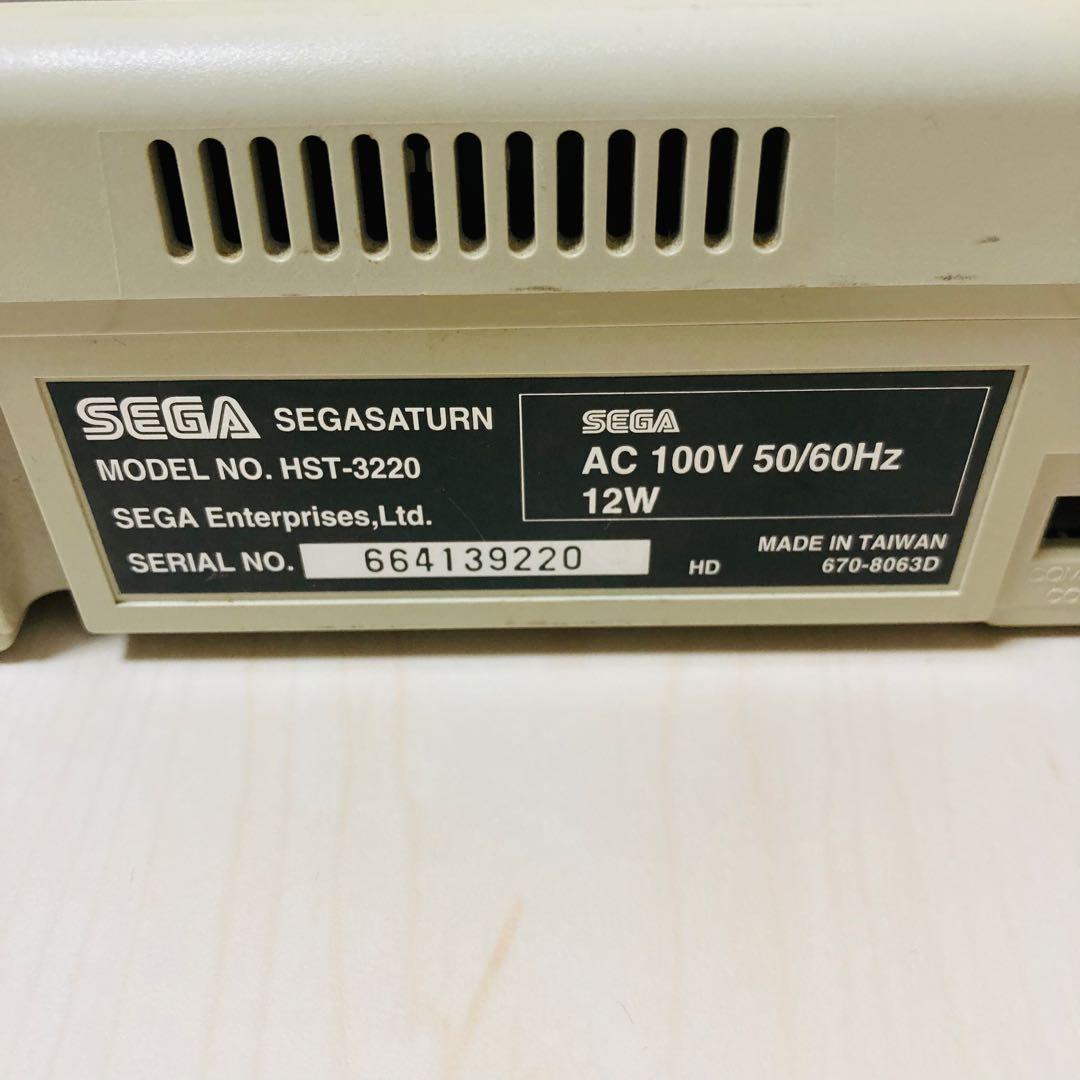 SEGA SEGASATURN
MODEL NO. HST-3220
SEGA Enterprises,Ltd.
SERIAL NO. 664139220
SEGA
AC 100V 50/60Hz
12W
HD
MADE IN TAIWAN
670-8063D